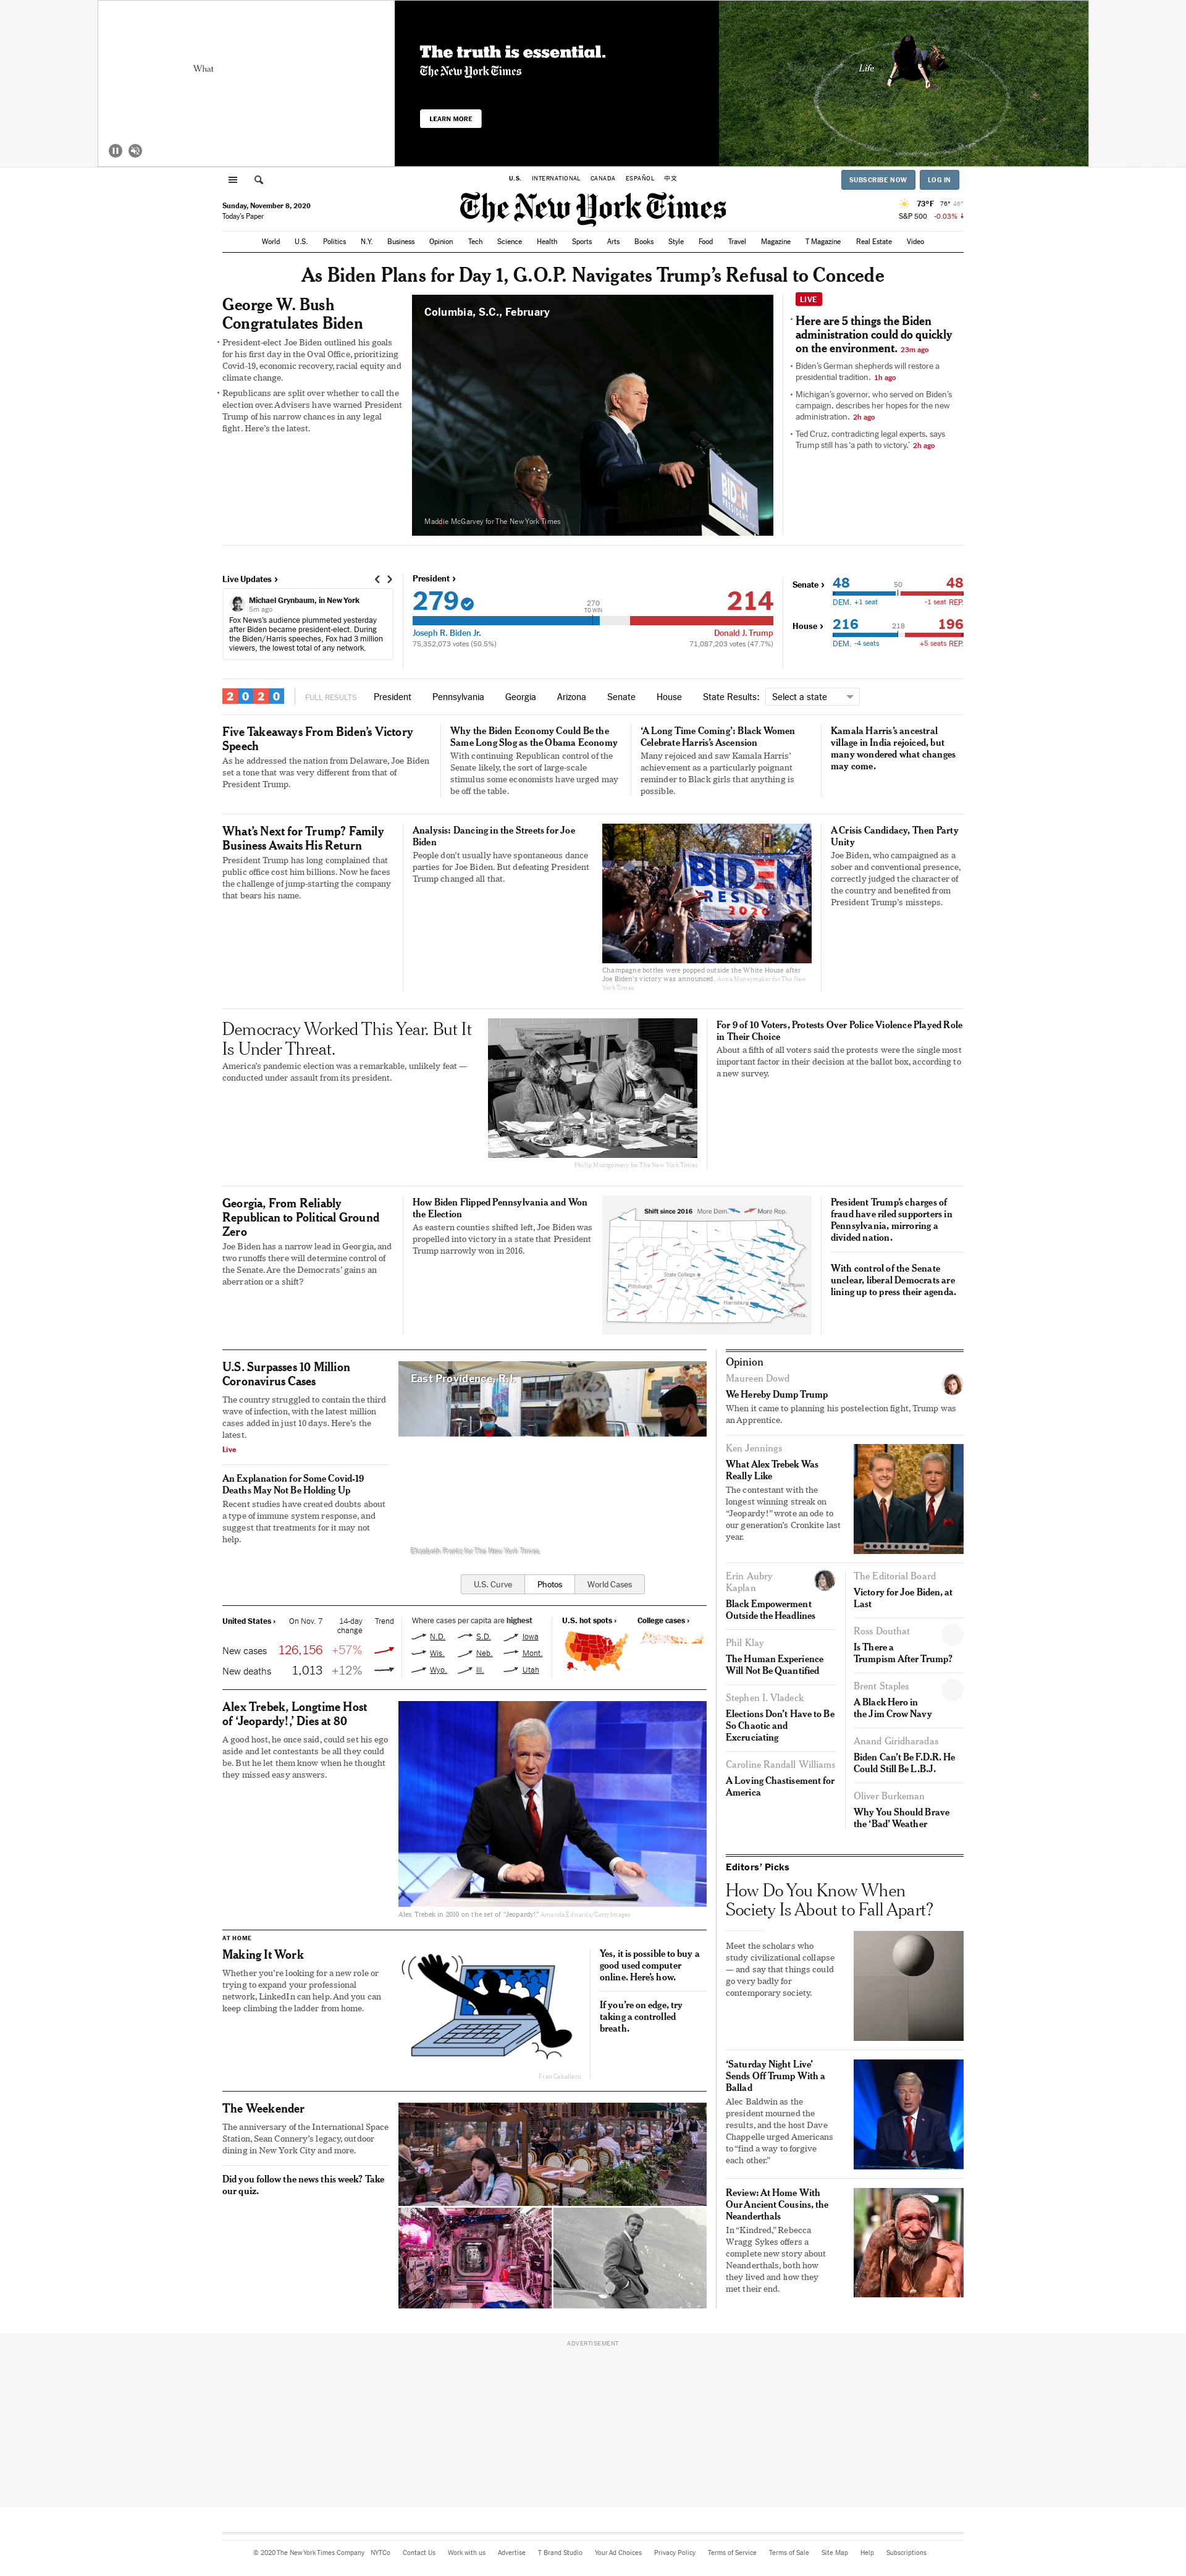 What
The truth is essential.
The New York Times
LEARN MORE
Life
U.S. INTERNATIONAL CANADA ESPAÑOL 中文
SUBSCRIBE NOW LOG IN
Sunday, November 8, 2020
Today's Paper
The New York Times
73°F 76° 46°
S&P 500 -0.03%
World U.S. Politics N.Y. Business Opinion Tech Science Health Sports Arts Books Style Food Travel Magazine T Magazine Real Estate Video
As Biden Plans for Day 1, G.O.P. Navigates Trump's Refusal to Concede
George W. Bush
Congratulates Biden
President-elect Joe Biden outlined his goals
for his first day in the Oval Office, prioritizing
Covid-19, economic recovery, racial equity and
climate change.
Republicans are split over whether to call the
election over. Advisers have warned President
Trump of his narrow chances in any legal
fight. Here's the latest.
Columbia, S.C., February
BIDEN
PRESIDENT
Maddie McGarvey for The New York Times
LIVE
Here are 5 things the Biden
administration could do quickly
on the environment. 23m ago
Biden's German shepherds will restore a
presidential tradition. 1h ago
Michigan's governor, who served on Biden's
campaign, describes her hopes for the new
administration. 2h ago
Ted Cruz, contradicting legal experts, says
Trump still has 'a path to victory.' 2h ago
Live Updates ›
Michael Grynbaum, in New York
5m ago
Fox News's audience plummeted yesterday
after Biden became president-elect. During
the Biden/Harris speeches, Fox had 3 million
viewers, the lowest total of any network.
President ›
279 270 214
TO WIN
Joseph R. Biden Jr. Donald J. Trump
75,352,073 votes (50.5%) 71,087,203 votes (47.7%)
Senate › 48 50 48
DEM. +1 seat -1 seat REP.
House › 216 218 196
DEM. -4 seats +5 seats REP.
2020 FULL RESULTS President Pennsylvania Georgia Arizona Senate House State Results: Select a state
Five Takeaways From Biden's Victory
Speech
As he addressed the nation from Delaware, Joe Biden
set a tone that was very different from that of
President Trump.
Why the Biden Economy Could Be the
Same Long Slog as the Obama Economy
With continuing Republican control of the
Senate likely, the sort of large-scale
stimulus some economists have urged may
be off the table.
'A Long Time Coming': Black Women
Celebrate Harris's Ascension
Many rejoiced and saw Kamala Harris'
achievement as a particularly poignant
reminder to Black girls that anything is
possible.
Kamala Harris's ancestral
village in India rejoiced, but
many wondered what changes
may come.
What's Next for Trump? Family
Business Awaits His Return
President Trump has long complained that
public office cost him billions. Now he faces
the challenge of jump-starting the company
that bears his name.
Analysis: Dancing in the Streets for Joe
Biden
People don't usually have spontaneous dance
parties for Joe Biden. But defeating President
Trump changed all that.
BIDEN
PRESIDENT
2020
Champagne bottles were popped outside the White House after
Joe Biden's victory was announced. Anna Moneymaker for The New
York Times
A Crisis Candidacy, Then Party
Unity
Joe Biden, who campaigned as a
sober and conventional presence,
correctly judged the character of
the country and benefited from
President Trump's missteps.
Democracy Worked This Year. But It
Is Under Threat.
America's pandemic election was a remarkable, unlikely feat —
conducted under assault from its president.
Philip Montgomery for The New York Times
For 9 of 10 Voters, Protests Over Police Violence Played Role
in Their Choice
About a fifth of all voters said the protests were the single most
important factor in their decision at the ballot box, according to
a new survey.
Georgia, From Reliably
Republican to Political Ground
Zero
Joe Biden has a narrow lead in Georgia, and
two runoffs there will determine control of
the Senate. Are the Democrats' gains an
aberration or a shift?
How Biden Flipped Pennsylvania and Won
the Election
As eastern counties shifted left, Joe Biden was
propelled into victory in a state that President
Trump narrowly won in 2016.
Shift since 2016 More Dem. More Rep.
State College
Pittsburgh
Allentown
Harrisburg
Phila.
President Trump's charges of
fraud have riled supporters in
Pennsylvania, mirroring a
divided nation.
With control of the Senate
unclear, liberal Democrats are
lining up to press their agenda.
U.S. Surpasses 10 Million
Coronavirus Cases
The country struggled to contain the third
wave of infection, with the latest million
cases added in just 10 days. Here's the
latest.
Live
An Explanation for Some Covid-19
Deaths May Not Be Holding Up
Recent studies have created doubts about
a type of immune system response, and
suggest that treatments for it may not
help.
East Providence, R.I.
Elizabeth Frantz for The New York Times
U.S. Curve Photos World Cases
United States › On Nov. 7 14-day Trend
change
New cases 126,156 +57%
New deaths 1,013 +12%
Where cases per capita are highest
N.D. S.D. Iowa
Wis. Neb. Mont.
Wyo. Ill. Utah
U.S. hot spots ›
College cases ›
Alex Trebek, Longtime Host
of 'Jeopardy!,' Dies at 80
A good host, he once said, could set his ego
aside and let contestants be all they could
be. But he let them know when he thought
they missed easy answers.
Alex Trebek in 2010 on the set of "Jeopardy!" Amanda Edwards/Getty Images
AT HOME
Making It Work
Whether you're looking for a new role or
trying to expand your professional
network, LinkedIn can help. And you can
keep climbing the ladder from home.
Fran Caballero
Yes, it is possible to buy a
good used computer
online. Here's how.
If you're on edge, try
taking a controlled
breath.
The Weekender
The anniversary of the International Space
Station, Sean Connery's legacy, outdoor
dining in New York City and more.
Did you follow the news this week? Take
our quiz.
Opinion
Maureen Dowd
We Hereby Dump Trump
When it came to planning his postelection fight, Trump was
an Apprentice.
Ken Jennings
What Alex Trebek Was
Really Like
The contestant with the
longest winning streak on
"Jeopardy!" wrote an ode to
our generation's Cronkite last
year.
Erin Aubry
Kaplan
Black Empowerment
Outside the Headlines
Phil Klay
The Human Experience
Will Not Be Quantified
Stephen I. Vladeck
Elections Don't Have to Be
So Chaotic and
Excruciating
Caroline Randall Williams
A Loving Chastisement for
America
The Editorial Board
Victory for Joe Biden, at
Last
Ross Douthat
Is There a
Trumpism After Trump?
Brent Staples
A Black Hero in
the Jim Crow Navy
Anand Giridharadas
Biden Can't Be F.D.R. He
Could Still Be L.B.J.
Oliver Burkeman
Why You Should Brave
the 'Bad' Weather
Editors' Picks
How Do You Know When
Society Is About to Fall Apart?
Meet the scholars who
study civilizational collapse
— and say that things could
go very badly for
contemporary society.
'Saturday Night Live'
Sends Off Trump With a
Ballad
Alec Baldwin as the
president mourned the
results, and the host Dave
Chappelle urged Americans
to "find a way to forgive
each other."
Review: At Home With
Our Ancient Cousins, the
Neanderthals
In "Kindred," Rebecca
Wragg Sykes offers a
complete new story about
Neanderthals, both how
they lived and how they
met their end.
ADVERTISEMENT
© 2020 The New York Times Company NYTCo Contact Us Work with us Advertise T Brand Studio Your Ad Choices Privacy Policy Terms of Service Terms of Sale Site Map Help Subscriptions